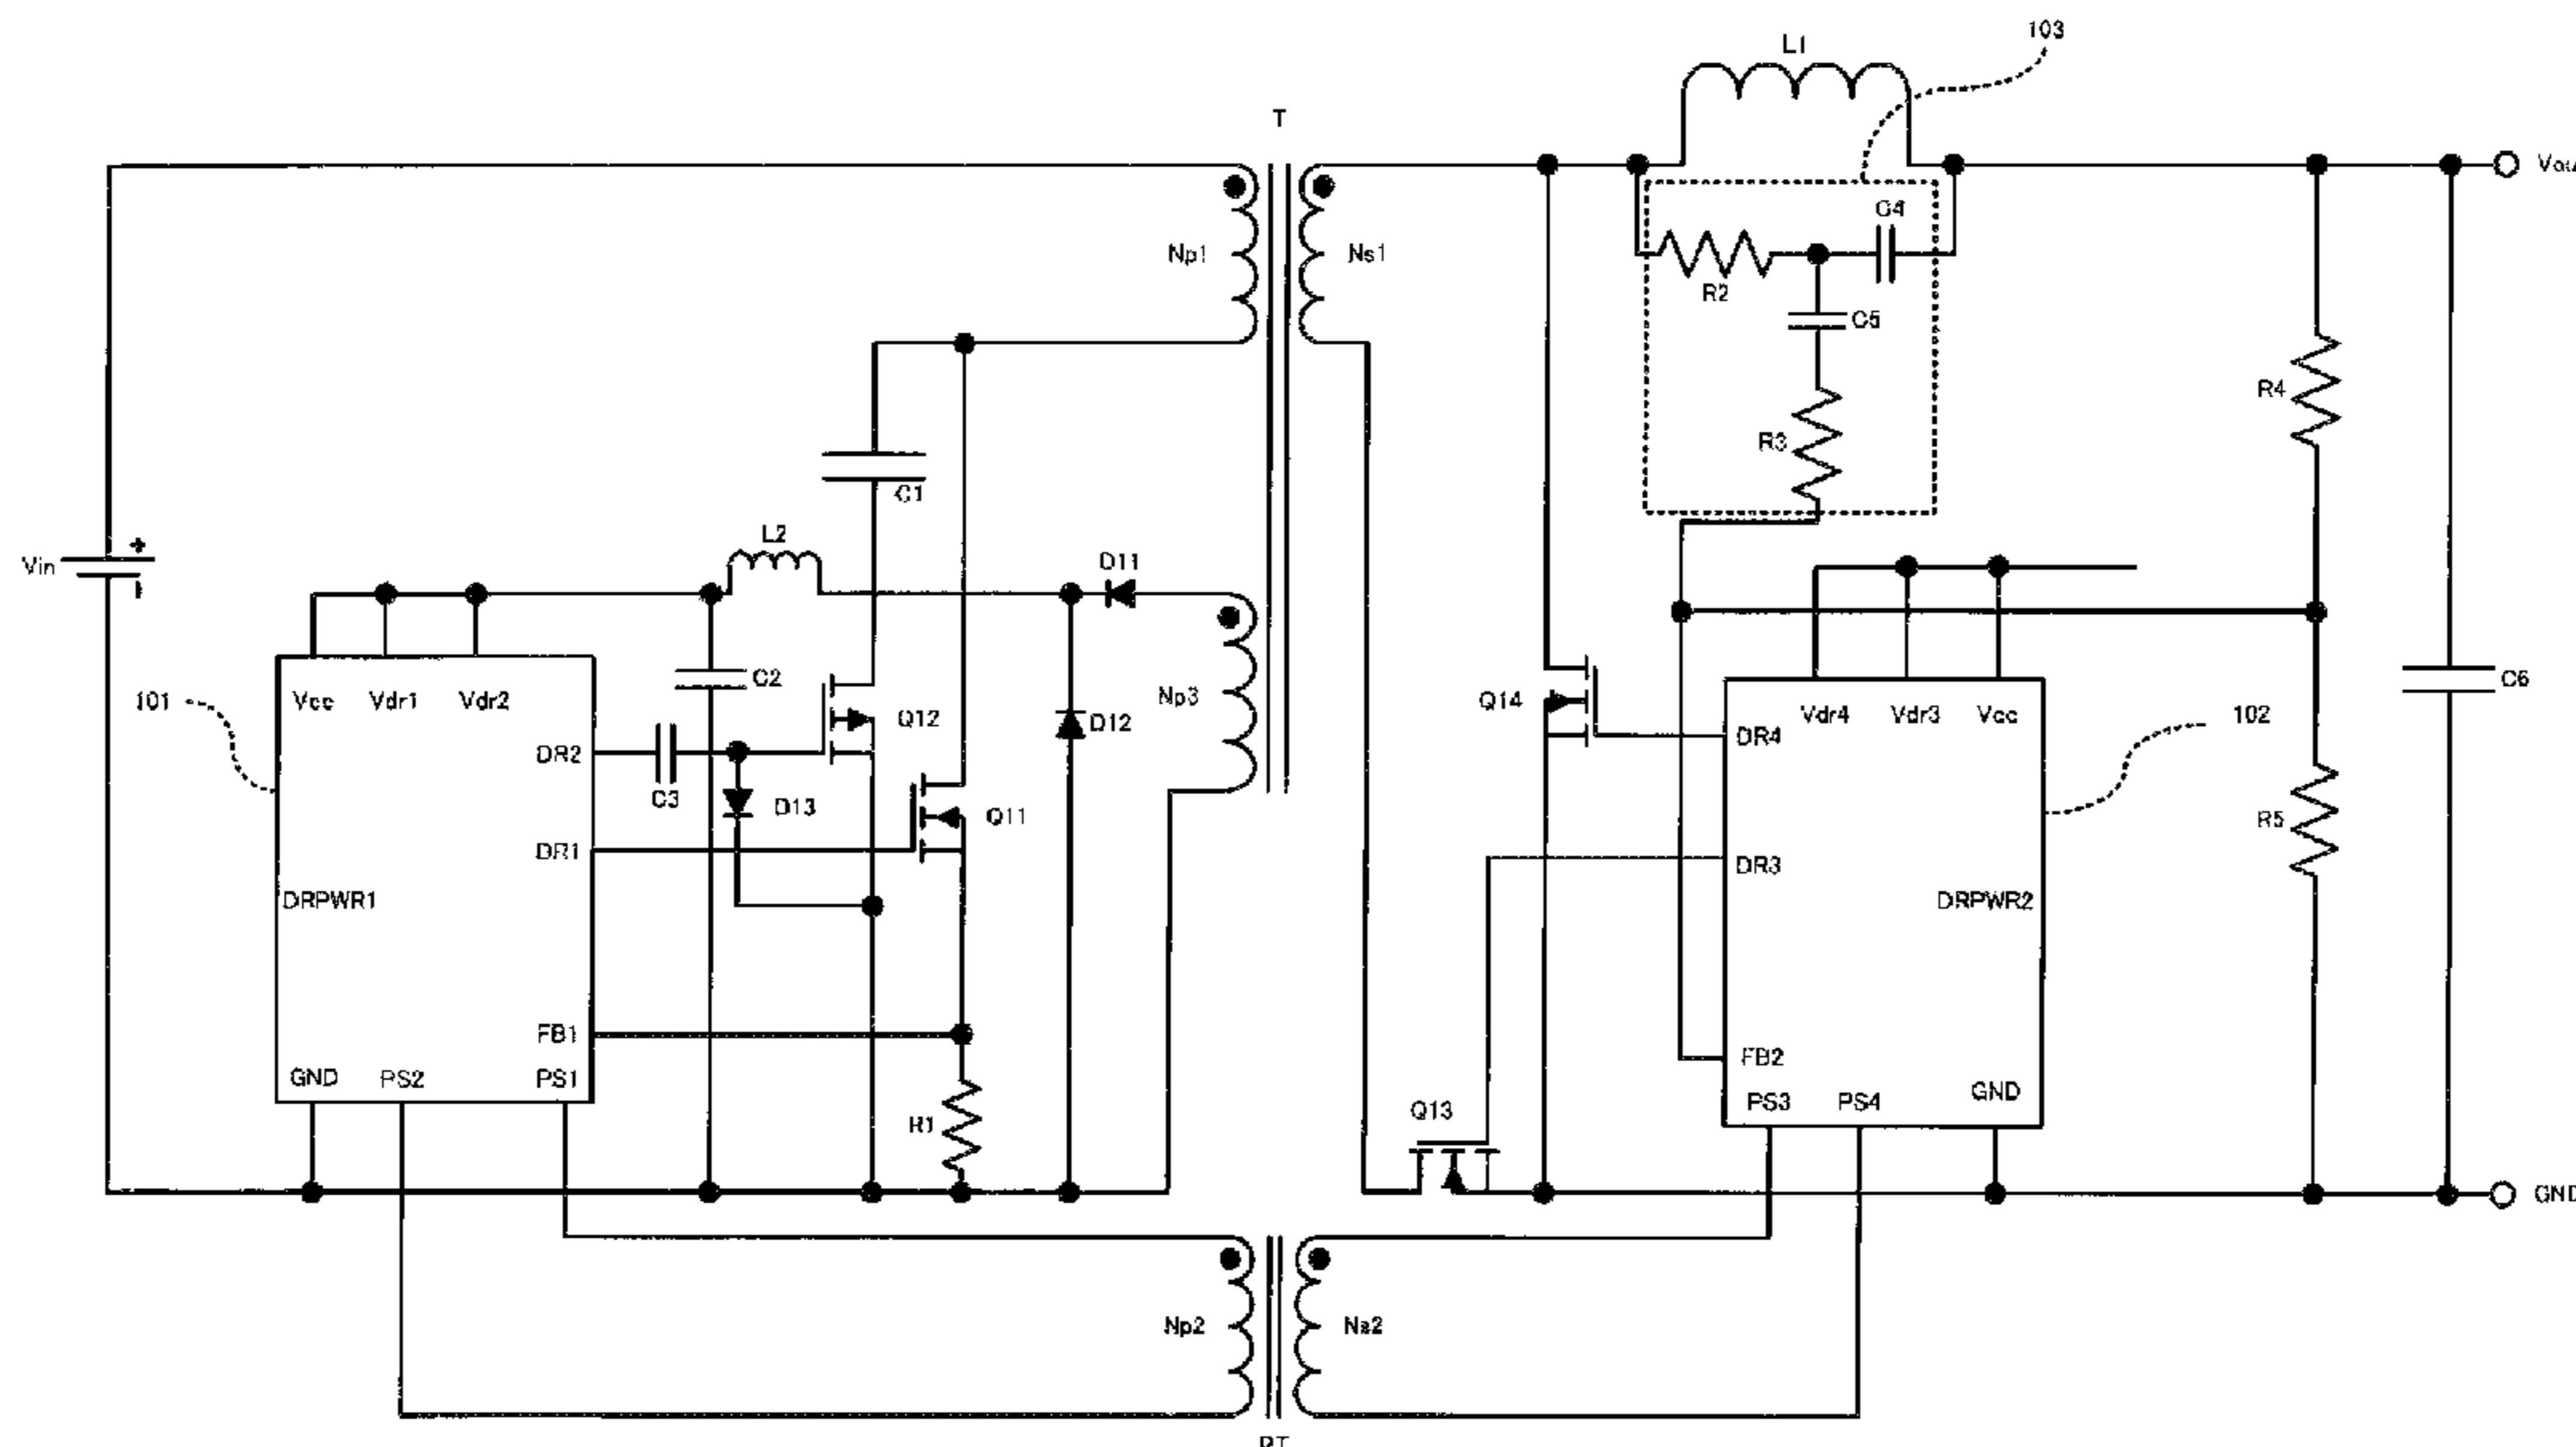 103
L1
T
Np1
Ns1
C4
R2
C5
R3
R4
C1
Vin
+
L2
D11
Np3
D12
C2
C3
D13
Q12
Q11
101
Vcc
Vdr1
Vdr2
DR2
DR1
DRPWR1
FB1
GND
PS2
PS1
R1
Q14
Vdr4
Vdr3
Vcc
102
C6
DR4
DR3
DRPWR2
R5
FB2
PS3
PS4
GND
Q13
GND
Np2
Ns2